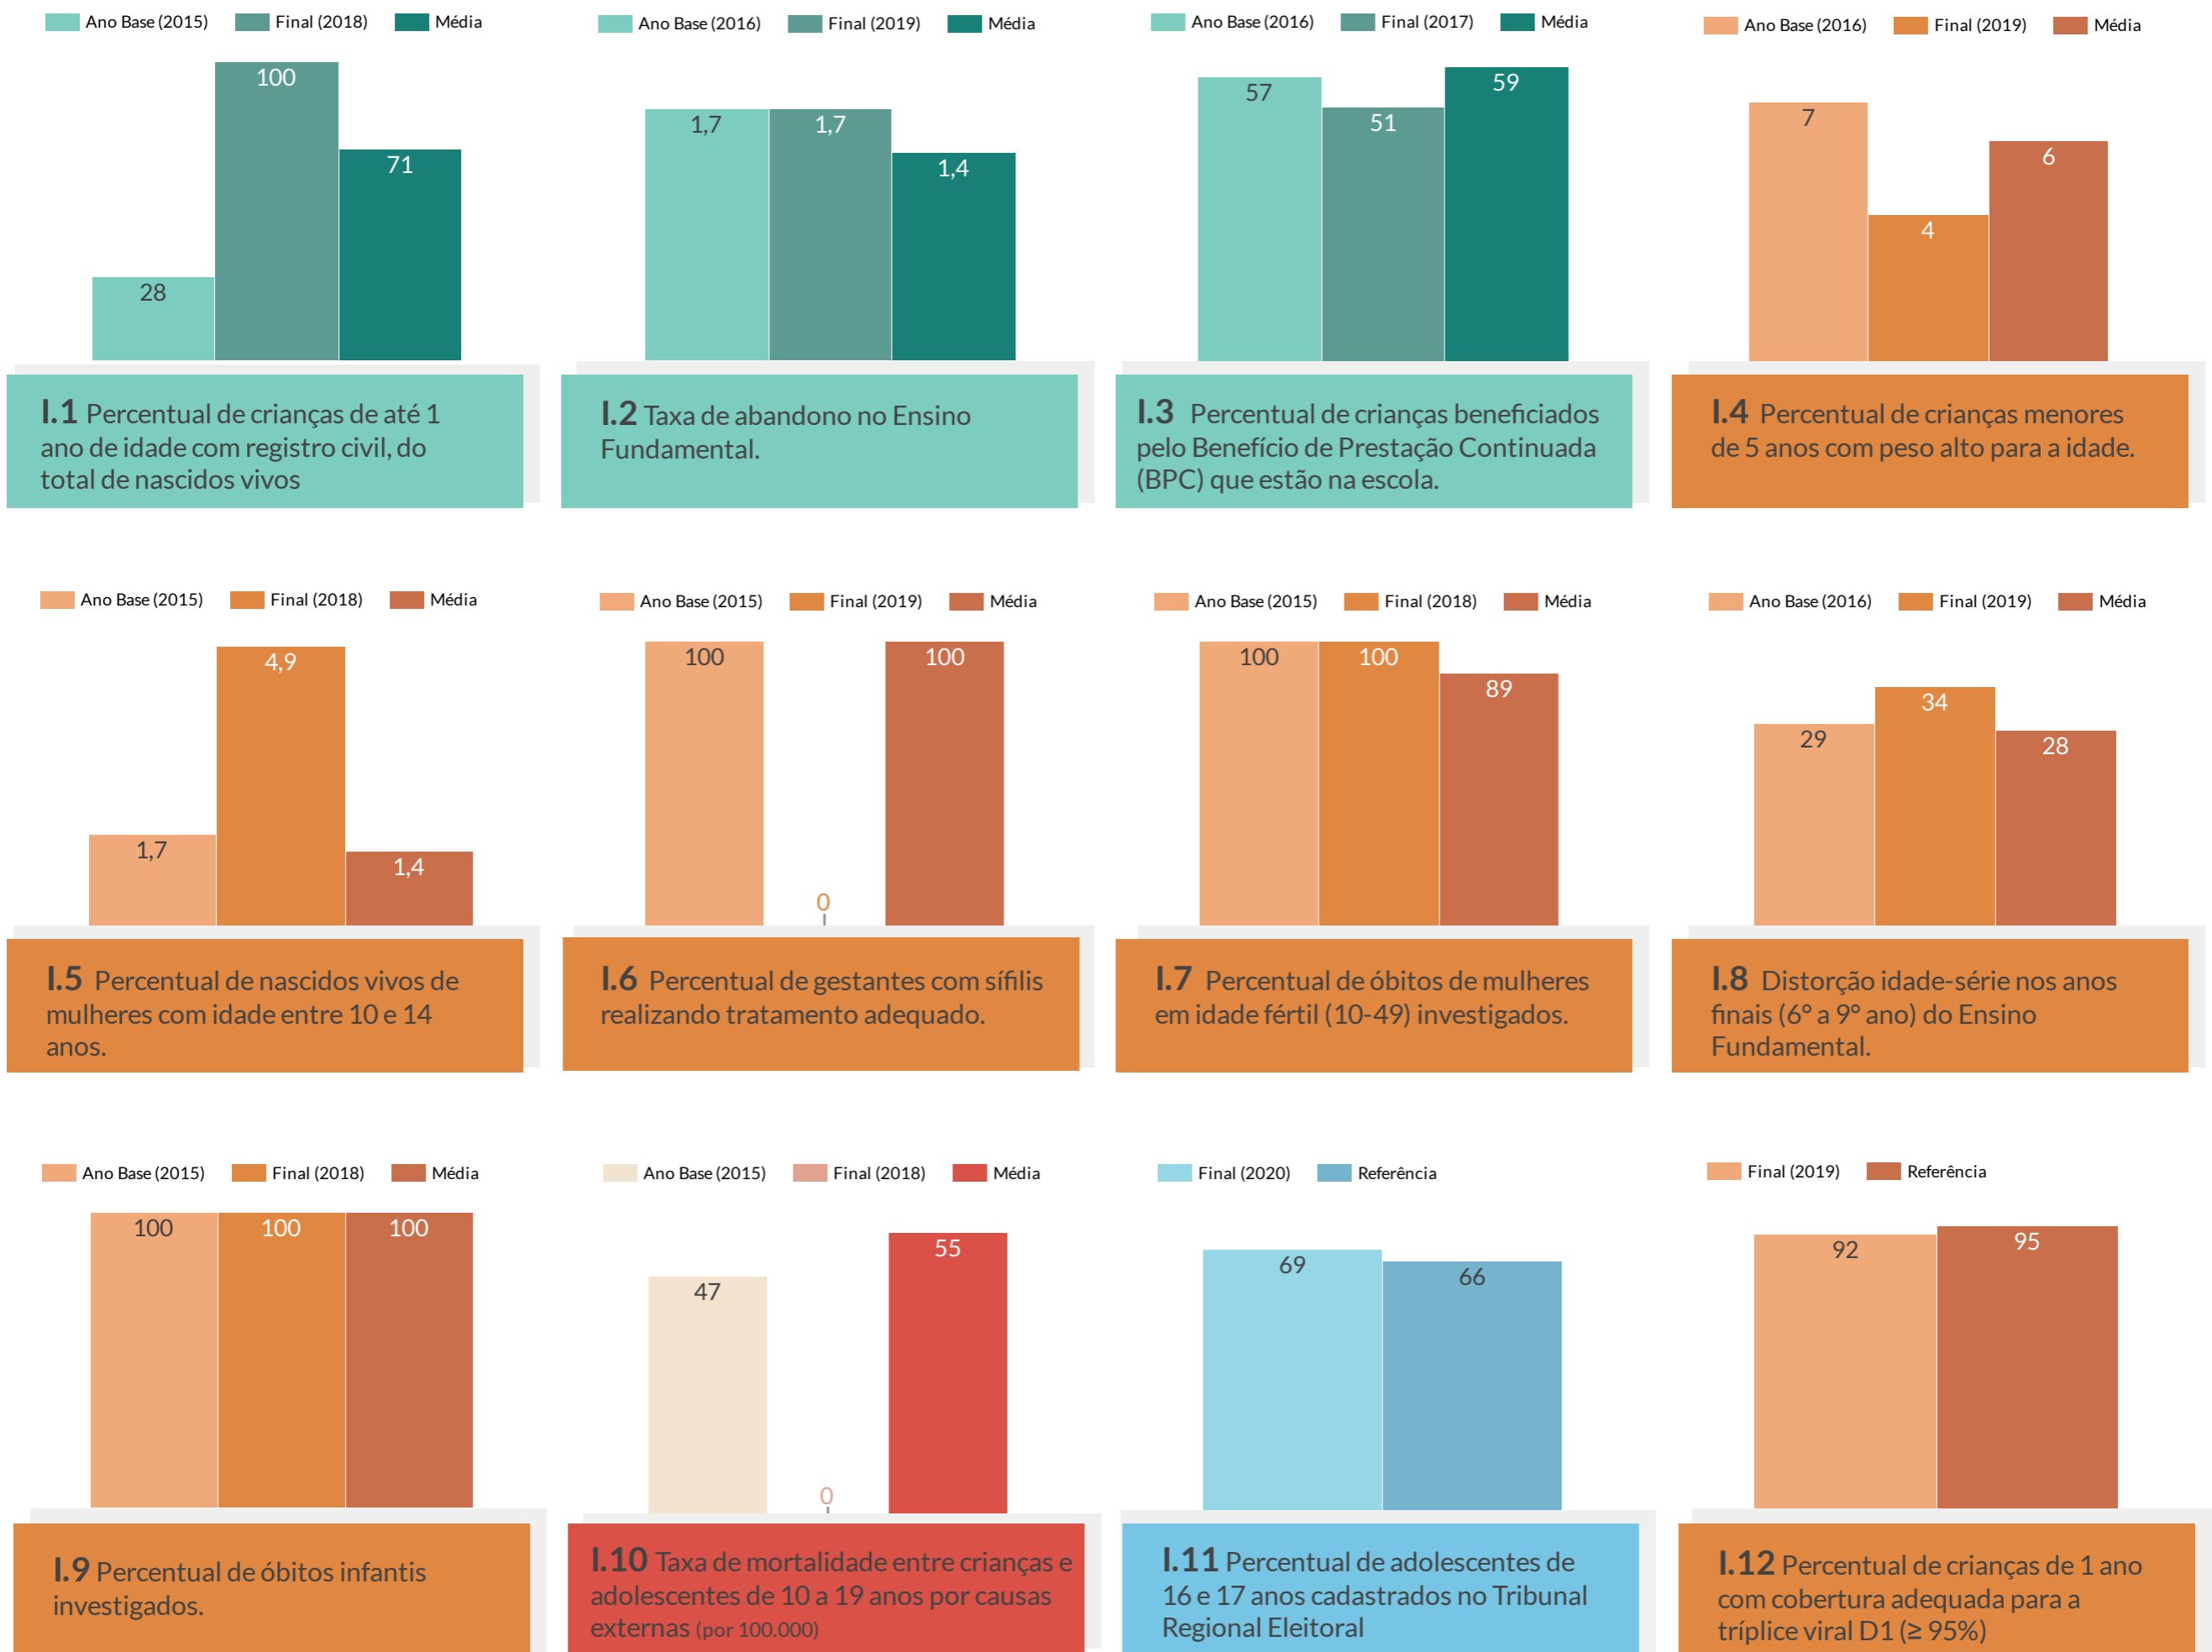 Ano Base (2015) Final (2018) Média
100
71
28
I.1 Percentual de crianças de até 1
ano de idade com registro civil, do
total de nascidos vivos
Ano Base (2016) Final (2019) Média
1,7 1,7
1,4
I.2 Taxa de abandono no Ensino
Fundamental.
Ano Base (2016) Final (2017) Média
57
51
59
I.3 Percentual de crianças beneficiados
pelo Benefício de Prestação Continuada
(BPC) que estão na escola.
Ano Base (2016) Final (2019) Média
7
4
6
I.4 Percentual de crianças menores
de 5 anos com peso alto para a idade.
Ano Base (2015) Final (2018) Média
4,9
1,7
1,4
I.5 Percentual de nascidos vivos de
mulheres com idade entre 10 e 14
anos.
Ano Base (2015) Final (2019) Média
100
0
100
I.6 Percentual de gestantes com sífilis
realizando tratamento adequado.
Ano Base (2015) Final (2018) Média
100 100
89
I.7 Percentual de óbitos de mulheres
em idade fértil (10-49) investigados.
Ano Base (2016) Final (2019) Média
29
34
28
I.8 Distorção idade-série nos anos
finais (6º a 9º ano) do Ensino
Fundamental.
Ano Base (2015) Final (2018) Média
100 100 100
I.9 Percentual de óbitos infantis
investigados.
Ano Base (2015) Final (2018) Média
47
0
55
I.10 Taxa de mortalidade entre crianças e
adolescentes de 10 a 19 anos por causas
externas (por 100.000)
Final (2020) Referência
69
66
I.11 Percentual de adolescentes de
16 e 17 anos cadastrados no Tribunal
Regional Eleitoral
Final (2019) Referência
92
95
I.12 Percentual de crianças de 1 ano
com cobertura adequada para a
tríplice viral D1 (≥ 95%)